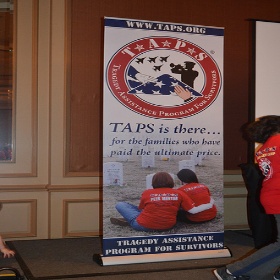 WWW.TAPS.ORG
T★A★P★S
TRAGEDY ASSISTANCE PROGRAM FOR SURVIVORS
TAPS is there...
for the families who have
paid the ultimate price.
TRAGEDY ASSISTANCE
PROGRAM FOR SURVIVORS